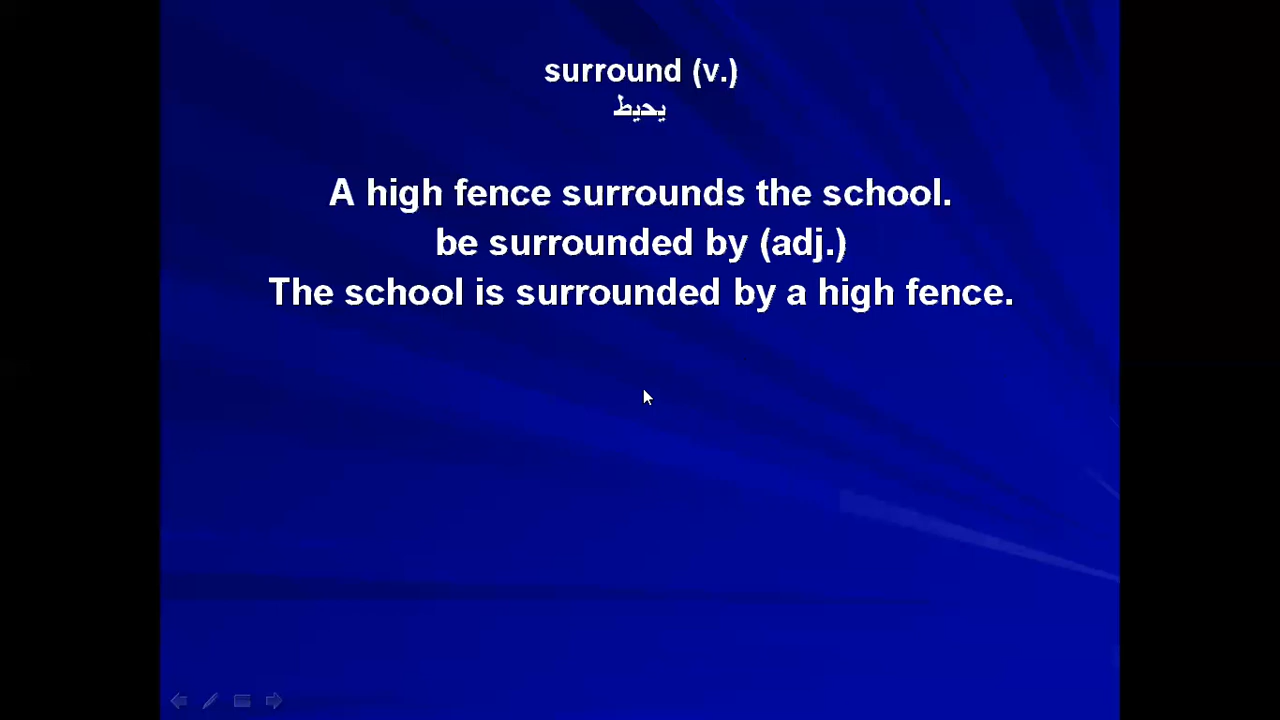 surround (v.)
يحيط
A high fence surrounds the school.
be surrounded by (adj.)
The school is surrounded by a high fence.